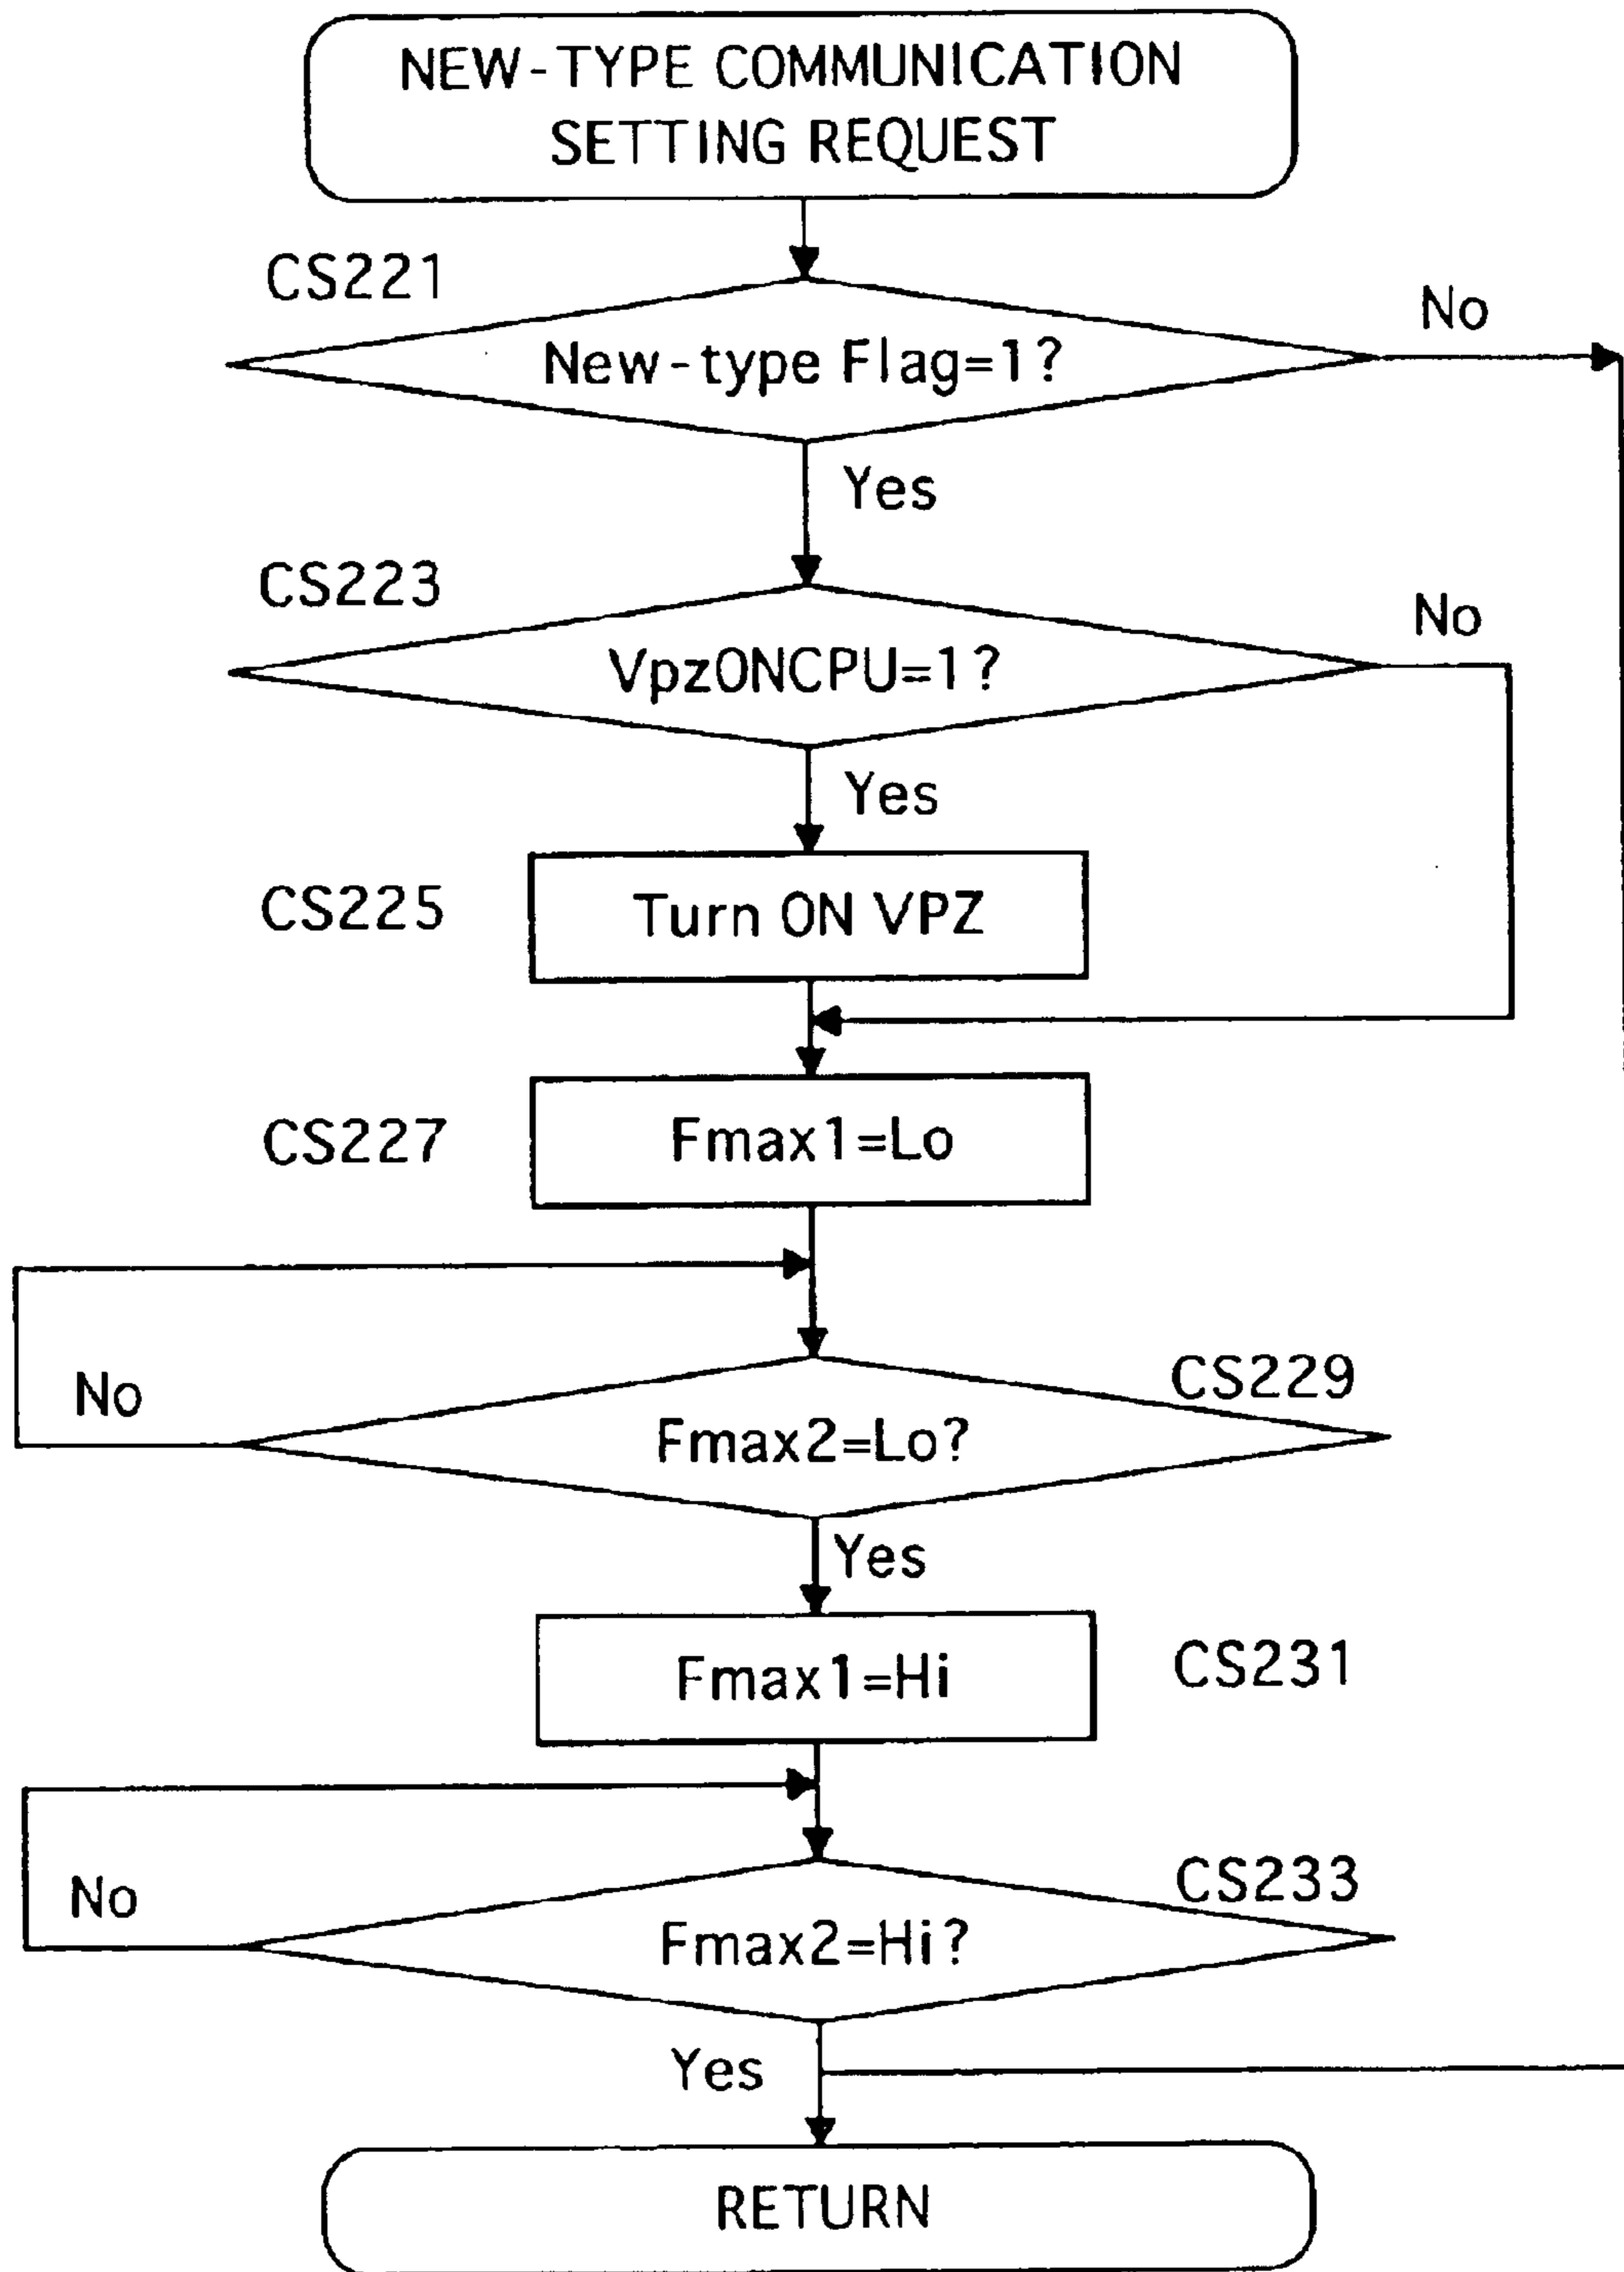 NEW-TYPE COMMUNICATION
SETTING REQUEST
CS221
No
New-type Flag=1?
Yes
CS223
No
VpzONCPU=1?
Yes
CS225
Turn ON VPZ
CS227
Fmax1=Lo
No
CS229
Fmax2=Lo?
Yes
Fmax1=Hi
CS231
No
CS233
Fmax2=Hi?
Yes
RETURN